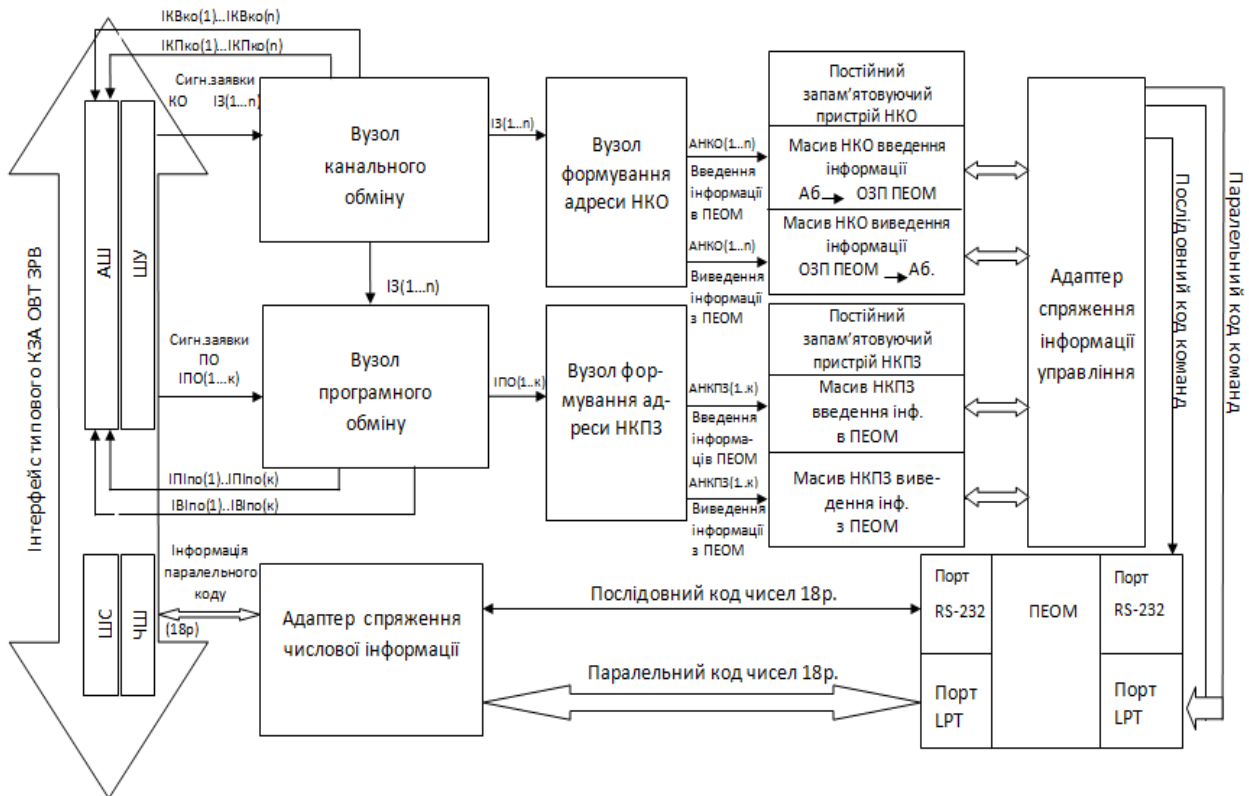 ІКВко(1)...ІКВко(n)
ІКПко(1)...ІКПко(n)
Сигн.заявки
КО ІЗ(1...n)
Вузол
канального
обміну
ІЗ(1...n)
Вузол
формування
адреси НКО
АНКО(1...n)
Введення
інформації
в ПЕОМ
АНКО(1...n)
Виведення
інформації
з ПЕОМ
Постійний
запам’ятовуючий
пристрій НКО
Масив НКО введення
інформації
Аб ОЗП ПЕОМ
Масив НКО виведення
інформації
ОЗП ПЕОМ Аб.
Адаптер
спряження
інформації
управління
Послідовний код команд
Паралельний код команд
Інтерфейс типового КЗА ОВТ ЗРВ
АШ
ШУ
ІЗ(1...n)
Сигн.заявки
ПО
ІПО(1...к)
Вузол
програмного
обміну
ІПО(1..к)
Вузол фор-
мування ад-
реси НКПЗ
АНКПЗ(1..к)
Введення
інформа-
ців ПЕОМ
АНКПЗ(1..к)
Виведення
інформації
з ПЕОМ
Постійний
запам’ятовуючий
пристрій НКПЗ
Масив НКПЗ
введення інф.
в ПЕОМ
Масив НКПЗ виве-
дення інф.
з ПЕОМ
ІПІпо(1)..ІПІпо(к)
ІВІпо(1)..ІВІпо(к)
ШС
ЧШ
Інформація
паралельного
коду
(18р)
Адаптер спряження
числової інформації
Послідовний код чисел 18р.
Паралельний код чисел 18р.
Порт
RS-232
ПЕОМ
Порт
RS-232
Порт
LPT
Порт
LPT